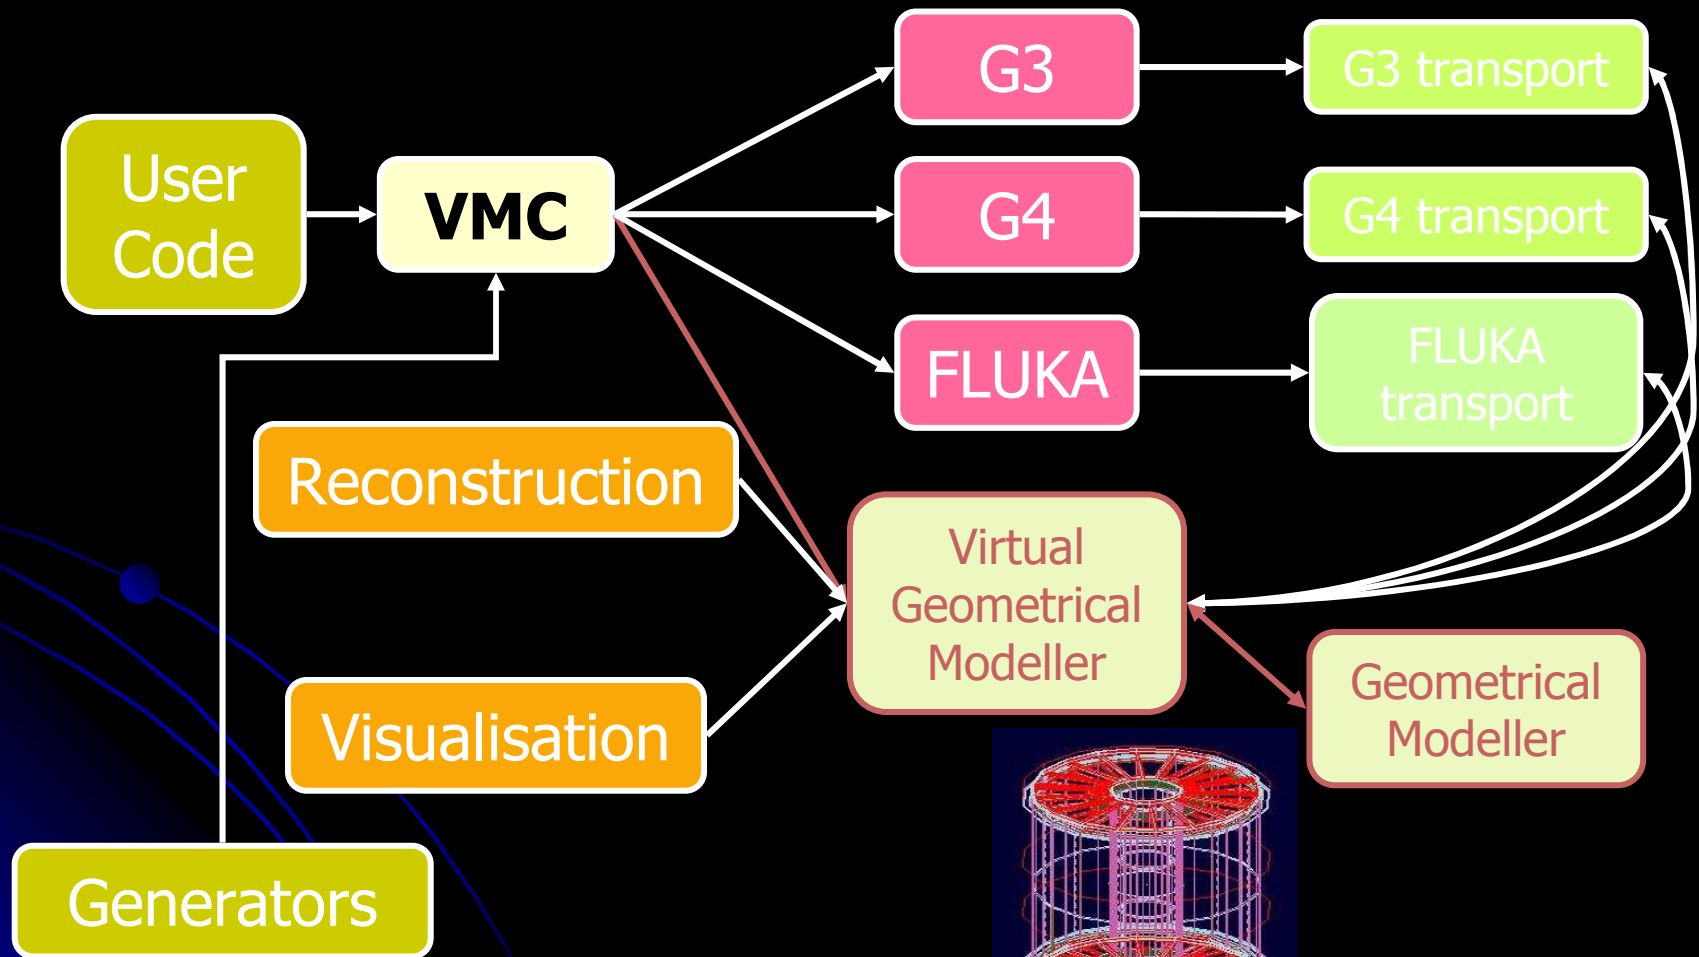 G3
G3 transport
User
Code
VMC
G4
G4 transport
FLUKA
FLUKA
transport
Reconstruction
Virtual
Geometrical
Modeller
Visualisation
Geometrical
Modeller
Generators